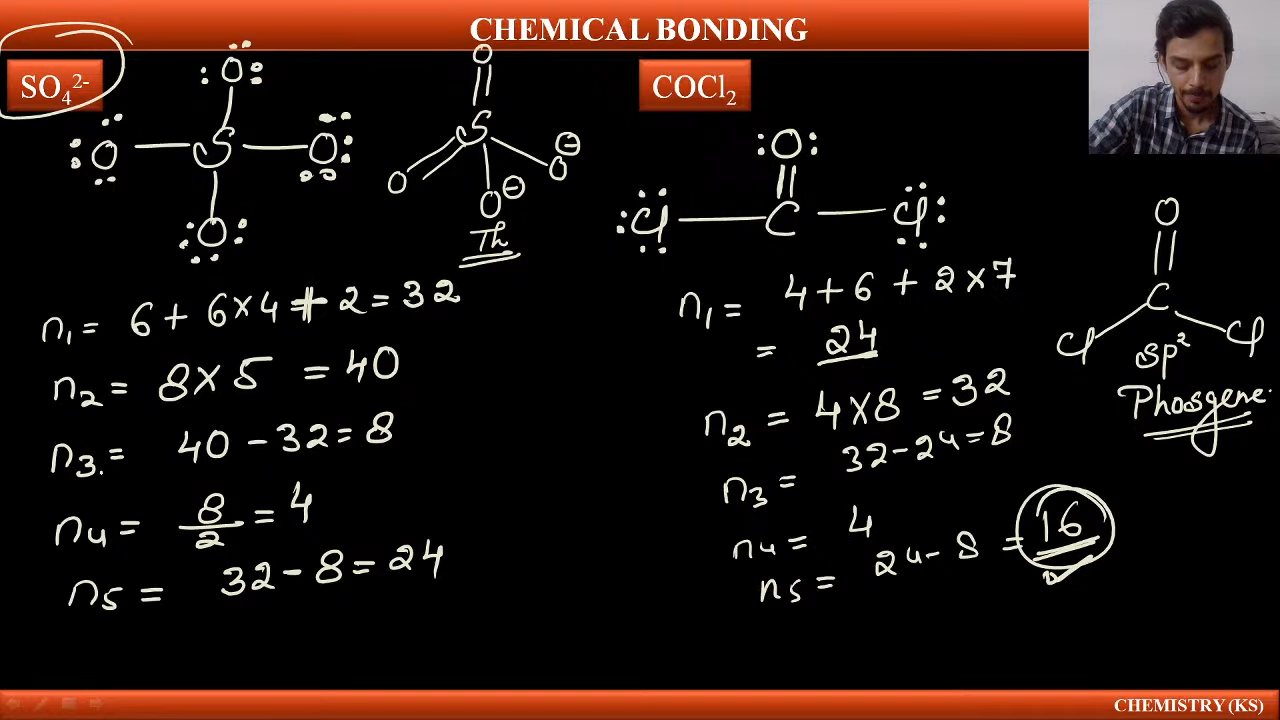 CHEMICAL BONDING
SO₄²⁻
O
O — S — O
O
O
S
O O⊖
O⊖
Th
n₁ = 6 + 6 × 4 + 2 = 32
n₂ = 8 × 5 = 40
n₃. = 40 - 32 = 8
n₄ = 8/2 = 4
n₅ = 32 - 8 = 24
COCl₂
:O:
:Cl — C — Cl:
n₁ = 4 + 6 + 2 × 7
= 24
n₂ = 4 × 8 = 32
n₃ = 32 - 24 = 8
n₄ = 4
n₅ = 24 - 8 = 16
O
C
Cl Cl
sp²
Phosgene.
CHEMISTRY (KS)